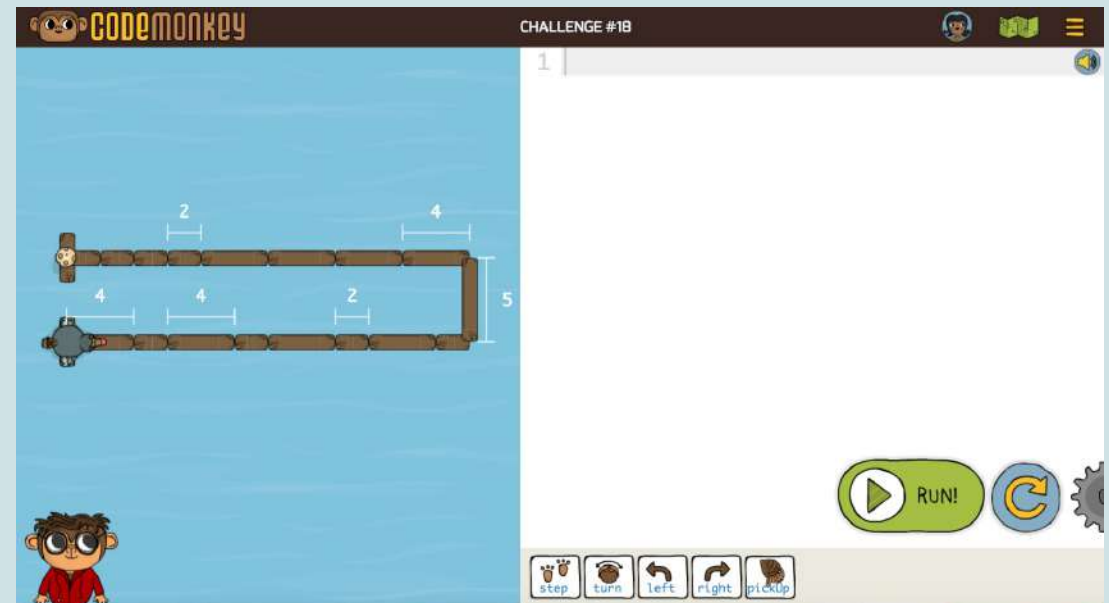 CODEMONKEY
CHALLENGE #18
1
2
4
4
4
2
5
RUN!
step
turn
left
right
pickUp